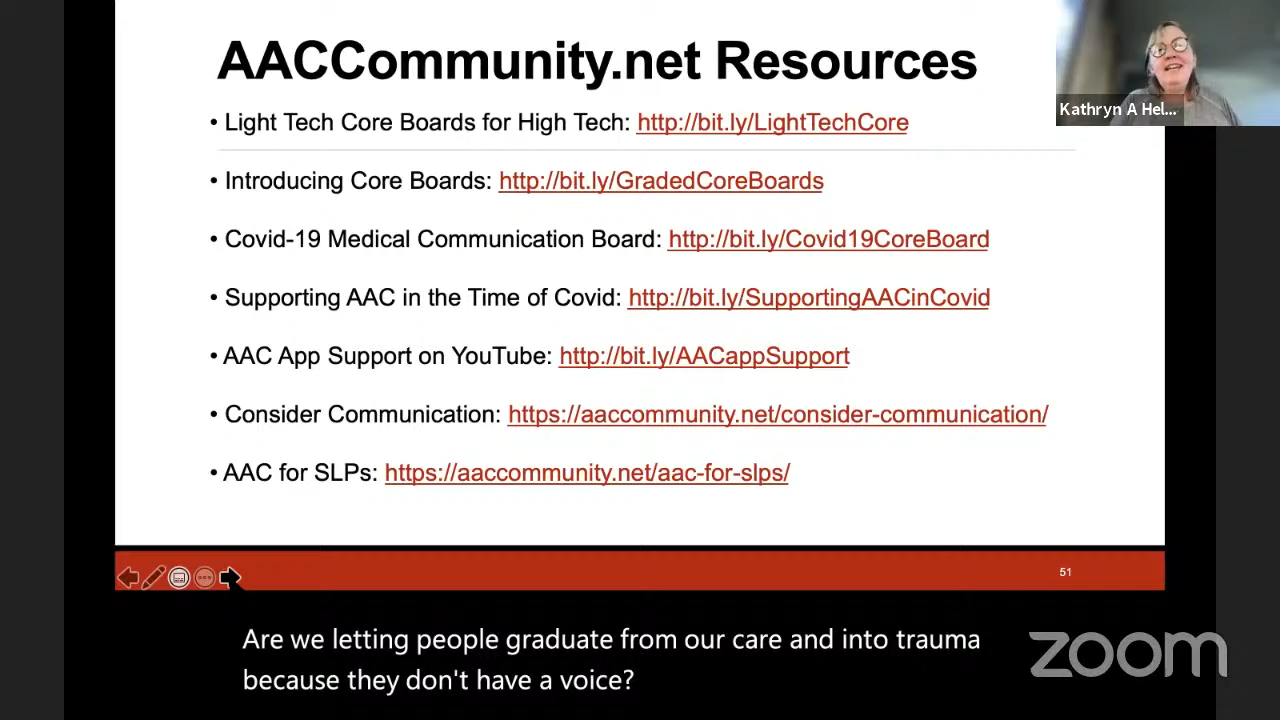 AACCommunity.net Resources
• Light Tech Core Boards for High Tech: http://bit.ly/LightTechCore
Kathryn A Hel...
• Introducing Core Boards: http://bit.ly/GradedCoreBoards
• Covid-19 Medical Communication Board: http://bit.ly/Covid19CoreBoard
• Supporting AAC in the Time of Covid: http://bit.ly/SupportingAACinCovid
• AAC App Support on YouTube: http://bit.ly/AACappSupport
• Consider Communication: https://aaccommunity.net/consider-communication/
• AAC for SLPs: https://aaccommunity.net/aac-for-slps/
51
Are we letting people graduate from our care and into trauma
because they don't have a voice?
zoom